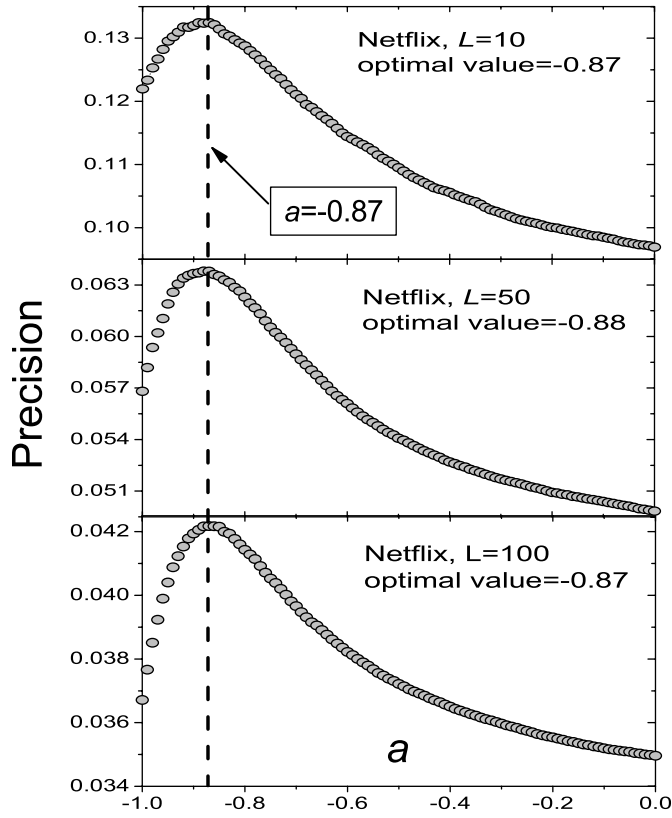 Precision
0.13
0.12
0.11
0.10
Netflix, L=10
optimal value=-0.87
a=-0.87
0.063
0.060
0.057
0.054
0.051
Netflix, L=50
optimal value=-0.88
0.042
0.040
0.038
0.036
0.034
Netflix, L=100
optimal value=-0.87
a
-1.0 -0.8 -0.6 -0.4 -0.2 0.0